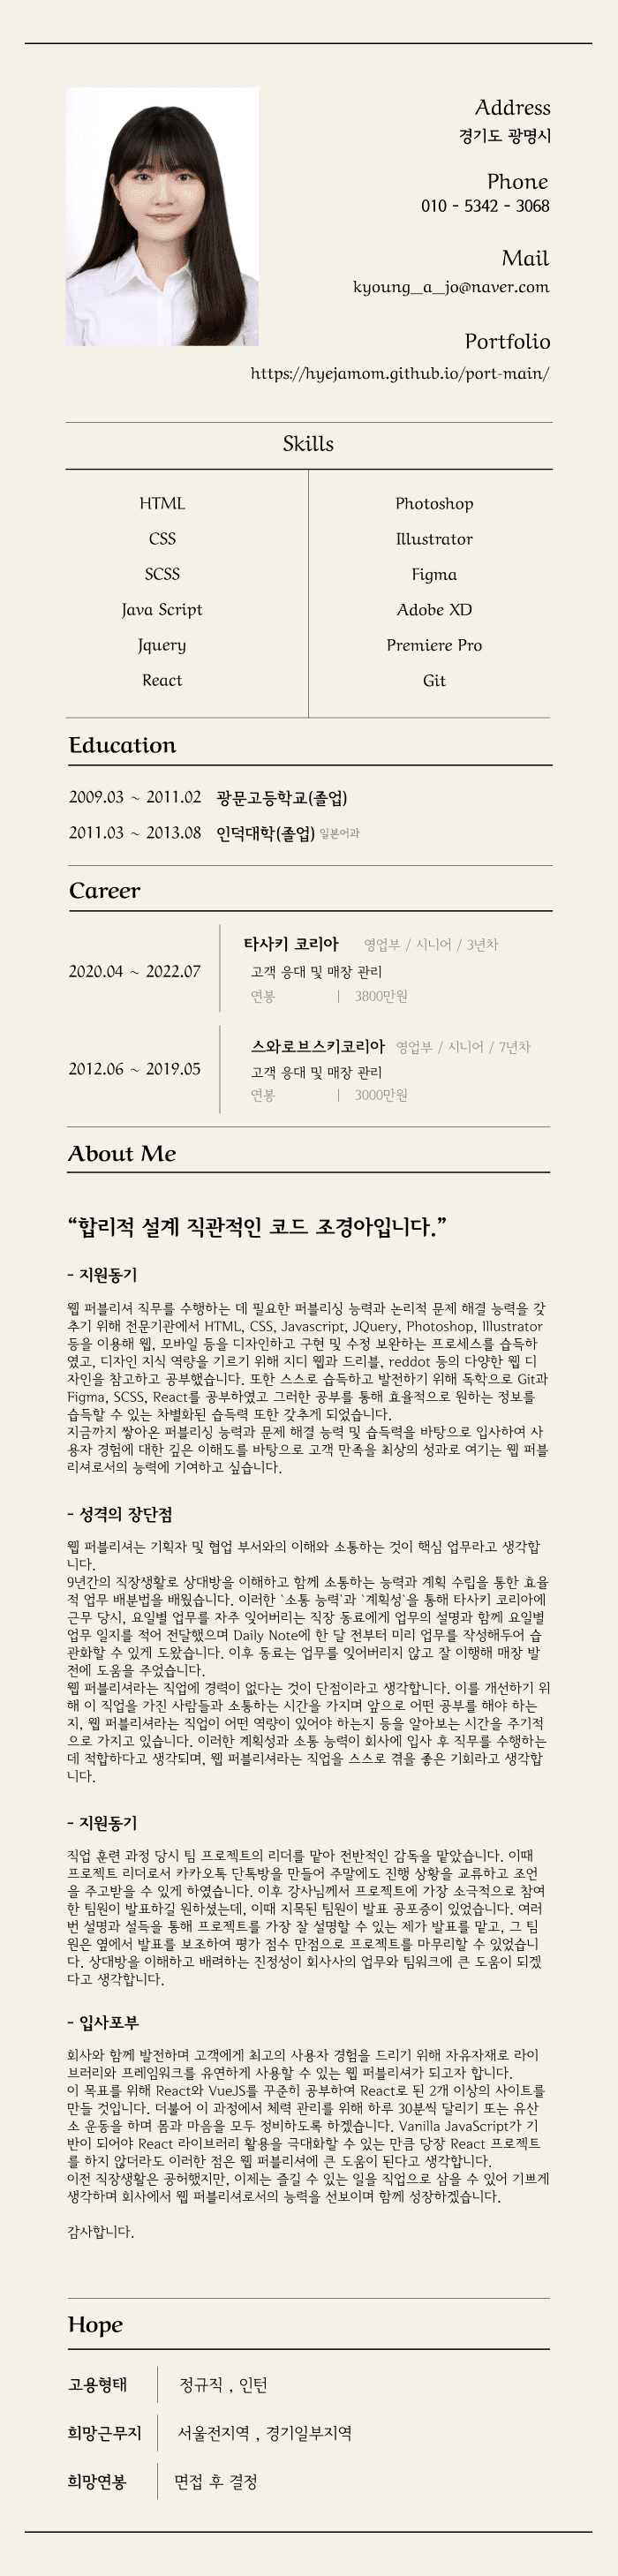 Address
경기도 광명시
Phone
010 - 5342 - 3068
Mail
kyoung_a_jo@naver.com
Portfolio
https://hyejamom.github.io/port-main/
Skills
HTML
CSS
SCSS
Java Script
Jquery
React
Photoshop
Illustrator
Figma
Adobe XD
Premiere Pro
Git
Education
2009.03 ~ 2011.02 광문고등학교(졸업)
2011.03 ~ 2013.08 인덕대학(졸업) 일본어과
Career
2020.04 ~ 2022.07
타사키 코리아 영업부 / 시니어 / 3년차
고객 응대 및 매장 관리
연봉 | 3800만원
2012.06 ~ 2019.05
스와로브스키코리아 영업부 / 시니어 / 7년차
고객 응대 및 매장 관리
연봉 | 3000만원
About Me
“합리적 설계 직관적인 코드 조경아입니다.”
- 지원동기
웹 퍼블리셔 직무를 수행하는 데 필요한 퍼블리싱 능력과 논리적 문제 해결 능력을 갖
추기 위해 전문기관에서 HTML, CSS, Javascript, JQuery, Photoshop, Illustrator
등을 이용해 웹, 모바일 등을 디자인하고 구현 및 수정 보완하는 프로세스를 습득하
였고, 디자인 지식 역량을 기르기 위해 지디 웹과 드리블, reddot 등의 다양한 웹 디
자인을 참고하고 공부했습니다. 또한 스스로 습득하고 발전하기 위해 독학으로 Git과
Figma, SCSS, React를 공부하였고 그러한 공부를 통해 효율적으로 원하는 정보를
습득할 수 있는 차별화된 습득력 또한 갖추게 되었습니다.
지금까지 쌓아온 퍼블리싱 능력과 문제 해결 능력 및 습득력을 바탕으로 입사하여 사
용자 경험에 대한 깊은 이해도를 바탕으로 고객 만족을 최상의 성과로 여기는 웹 퍼블
리셔로서의 능력에 기여하고 싶습니다.
- 성격의 장단점
웹 퍼블리셔는 기획자 및 협업 부서와의 이해와 소통하는 것이 핵심 업무라고 생각합
니다.
9년간의 직장생활로 상대방을 이해하고 함께 소통하는 능력과 계획 수립을 통한 효율
적 업무 배분법을 배웠습니다. 이러한 `소통 능력`과 `계획성`을 통해 타사키 코리아에
근무 당시, 요일별 업무를 자주 잊어버리는 직장 동료에게 업무의 설명과 함께 요일별
업무 일지를 적어 전달했으며 Daily Note에 한 달 전부터 미리 업무를 작성해두어 습
관화할 수 있게 도왔습니다. 이후 동료는 업무를 잊어버리지 않고 잘 이행해 매장 발
전에 도움을 주었습니다.
웹 퍼블리셔라는 직업에 경력이 없다는 것이 단점이라고 생각합니다. 이를 개선하기 위
해 이 직업을 가진 사람들과 소통하는 시간을 가지며 앞으로 어떤 공부를 해야 하는
지, 웹 퍼블리셔라는 직업이 어떤 역량이 있어야 하는지 등을 알아보는 시간을 주기적
으로 가지고 있습니다. 이러한 계획성과 소통 능력이 회사에 입사 후 직무를 수행하는
데 적합하다고 생각되며, 웹 퍼블리셔라는 직업을 스스로 겪을 좋은 기회라고 생각합
니다.
- 지원동기
직업 훈련 과정 당시 팀 프로젝트의 리더를 맡아 전반적인 감독을 맡았습니다. 이때
프로젝트 리더로서 카카오톡 단톡방을 만들어 주말에도 진행 상황을 교류하고 조언
을 주고받을 수 있게 하였습니다. 이후 강사님께서 프로젝트에 가장 소극적으로 참여
한 팀원이 발표하길 원하셨는데, 이때 지목된 팀원이 발표 공포증이 있었습니다. 여러
번 설명과 설득을 통해 프로젝트를 가장 잘 설명할 수 있는 제가 발표를 맡고, 그 팀
원은 옆에서 발표를 보조하여 평가 점수 만점으로 프로젝트를 마무리할 수 있었습니
다. 상대방을 이해하고 배려하는 진정성이 회사사의 업무와 팀워크에 큰 도움이 되겠
다고 생각합니다.
- 입사포부
회사와 함께 발전하며 고객에게 최고의 사용자 경험을 드리기 위해 자유자재로 라이
브러리와 프레임워크를 유연하게 사용할 수 있는 웹 퍼블리셔가 되고자 합니다.
이 목표를 위해 React와 VueJS를 꾸준히 공부하여 React로 된 2개 이상의 사이트를
만들 것입니다. 더불어 이 과정에서 체력 관리를 위해 하루 30분씩 달리기 또는 유산
소 운동을 하며 몸과 마음을 모두 정비하도록 하겠습니다. Vanilla JavaScript가 기
반이 되어야 React 라이브러리 활용을 극대화할 수 있는 만큼 당장 React 프로젝트
를 하지 않더라도 이러한 점은 웹 퍼블리셔에 큰 도움이 된다고 생각합니다.
이전 직장생활은 공허했지만, 이제는 즐길 수 있는 일을 직업으로 삼을 수 있어 기쁘게
생각하며 회사에서 웹 퍼블리셔로서의 능력을 선보이며 함께 성장하겠습니다.
감사합니다.
Hope
고용형태 정규직 , 인턴
희망근무지 서울전지역 , 경기일부지역
희망연봉 면접 후 결정